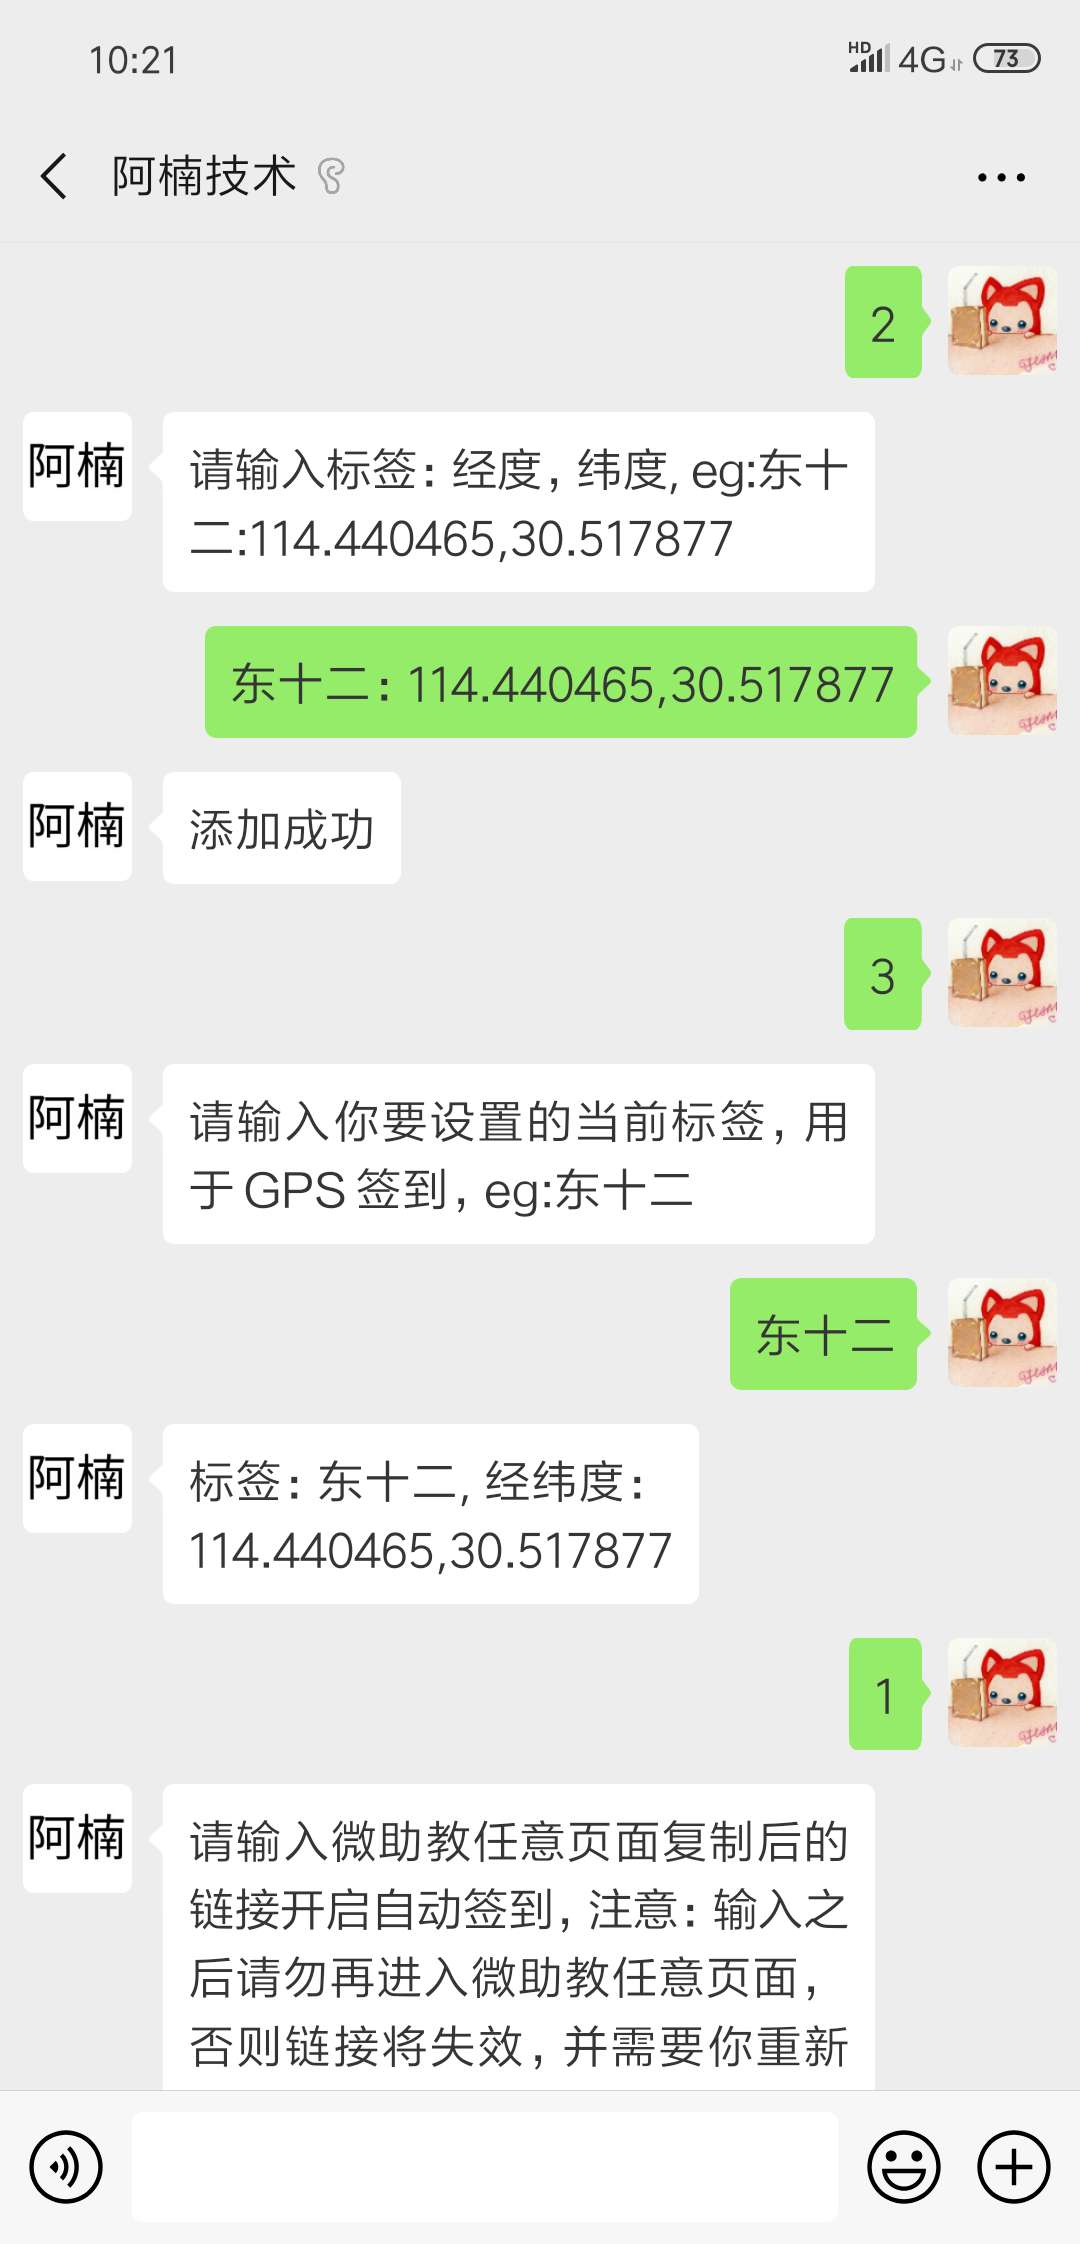 10:21
HD 4G 73
阿楠技术
2
阿楠
请输入标签：经度，纬度, eg:东十
二:114.440465,30.517877
东十二：114.440465,30.517877
阿楠
添加成功
3
阿楠
请输入你要设置的当前标签，用
于 GPS 签到，eg:东十二
东十二
阿楠
标签：东十二, 经纬度：
114.440465,30.517877
1
阿楠
请输入微助教任意页面复制后的
链接开启自动签到，注意：输入之
后请勿再进入微助教任意页面，
否则链接将失效，并需要你重新